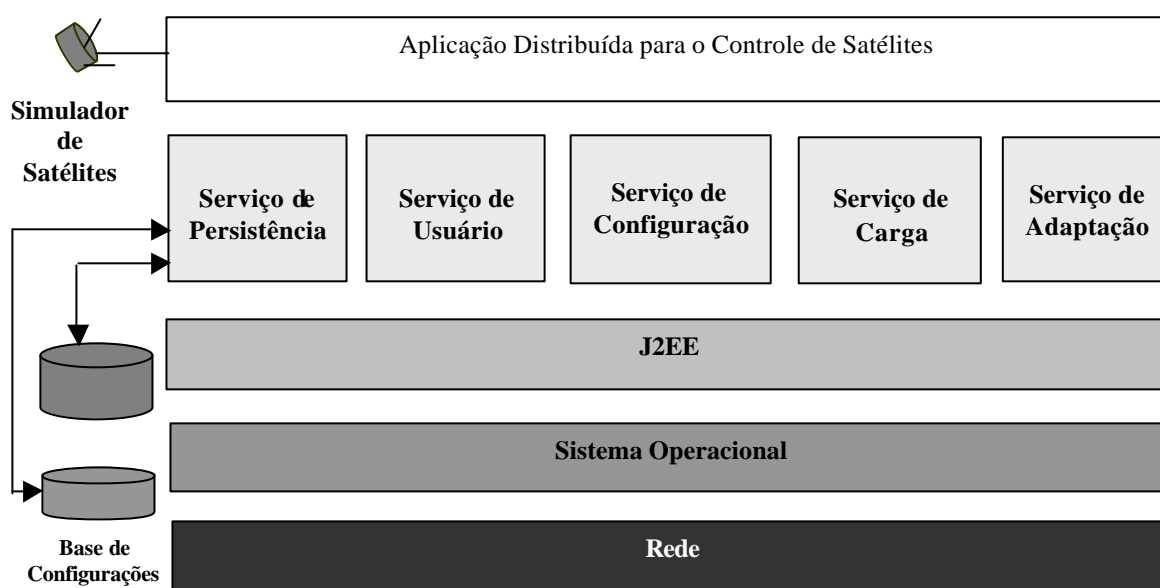 Aplicação Distribuída para o Controle de Satélites
Simulador
de
Satélites
Serviço de
Persistência
Serviço de
Usuário
Serviço de
Configuração
Serviço de
Carga
Serviço de
Adaptação
J2EE
Sistema Operacional
Rede
Base de
Configurações